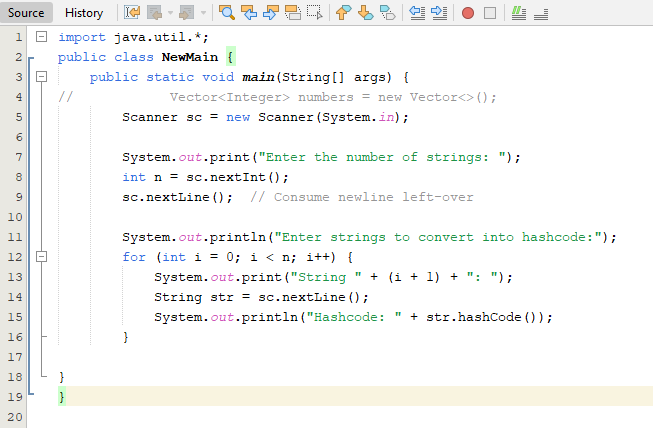 Source History
1 import java.util.*;
2 public class NewMain {
3     public static void main(String[] args) {
4 //            Vector<Integer> numbers = new Vector<>();
5         Scanner sc = new Scanner(System.in);
6
7         System.out.print("Enter the number of strings: ");
8         int n = sc.nextInt();
9         sc.nextLine();  // Consume newline left-over
10
11         System.out.println("Enter strings to convert into hashcode:");
12         for (int i = 0; i < n; i++) {
13             System.out.print("String " + (i + 1) + ": ");
14             String str = sc.nextLine();
15             System.out.println("Hashcode: " + str.hashCode());
16         }
17
18 }
19 }
20